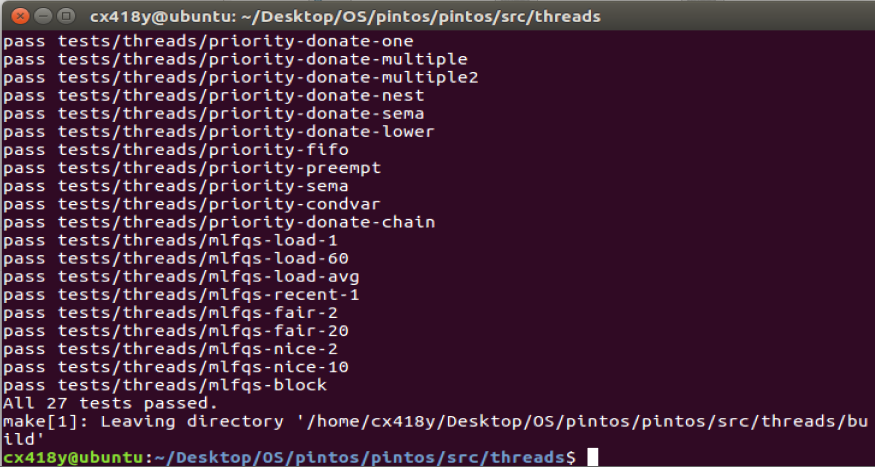 cx418y@ubuntu: ~/Desktop/OS/pintos/pintos/src/threads
pass tests/threads/priority-donate-one
pass tests/threads/priority-donate-multiple
pass tests/threads/priority-donate-multiple2
pass tests/threads/priority-donate-nest
pass tests/threads/priority-donate-sema
pass tests/threads/priority-donate-lower
pass tests/threads/priority-fifo
pass tests/threads/priority-preempt
pass tests/threads/priority-sema
pass tests/threads/priority-condvar
pass tests/threads/priority-donate-chain
pass tests/threads/mlfqs-load-1
pass tests/threads/mlfqs-load-60
pass tests/threads/mlfqs-load-avg
pass tests/threads/mlfqs-recent-1
pass tests/threads/mlfqs-fair-2
pass tests/threads/mlfqs-fair-20
pass tests/threads/mlfqs-nice-2
pass tests/threads/mlfqs-nice-10
pass tests/threads/mlfqs-block
All 27 tests passed.
make[1]: Leaving directory '/home/cx418y/Desktop/OS/pintos/pintos/src/threads/bu
ild'
cx418y@ubuntu:~/Desktop/OS/pintos/pintos/src/threads$